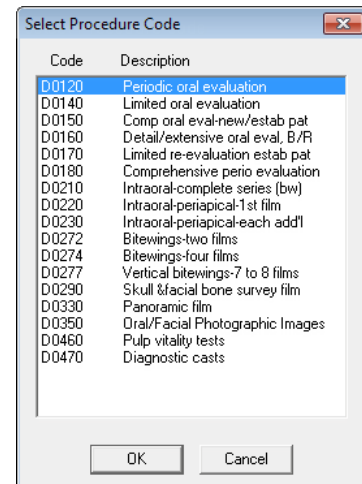 Select Procedure Code
Code Description
D0120 Periodic oral evaluation
D0140 Limited oral evaluation
D0150 Comp oral eval-new/estab pat
D0160 Detail/extensive oral eval, B/R
D0170 Limited re-evaluation estab pat
D0180 Comprehensive perio evaluation
D0210 Intraoral-complete series (bw)
D0220 Intraoral-periapical-1st film
D0230 Intraoral-periapical-each add'l
D0272 Bitewings-two films
D0274 Bitewings-four films
D0277 Vertical bitewings-7 to 8 films
D0290 Skull &facial bone survey film
D0330 Panoramic film
D0350 Oral/Facial Photographic Images
D0460 Pulp vitality tests
D0470 Diagnostic casts
OK Cancel